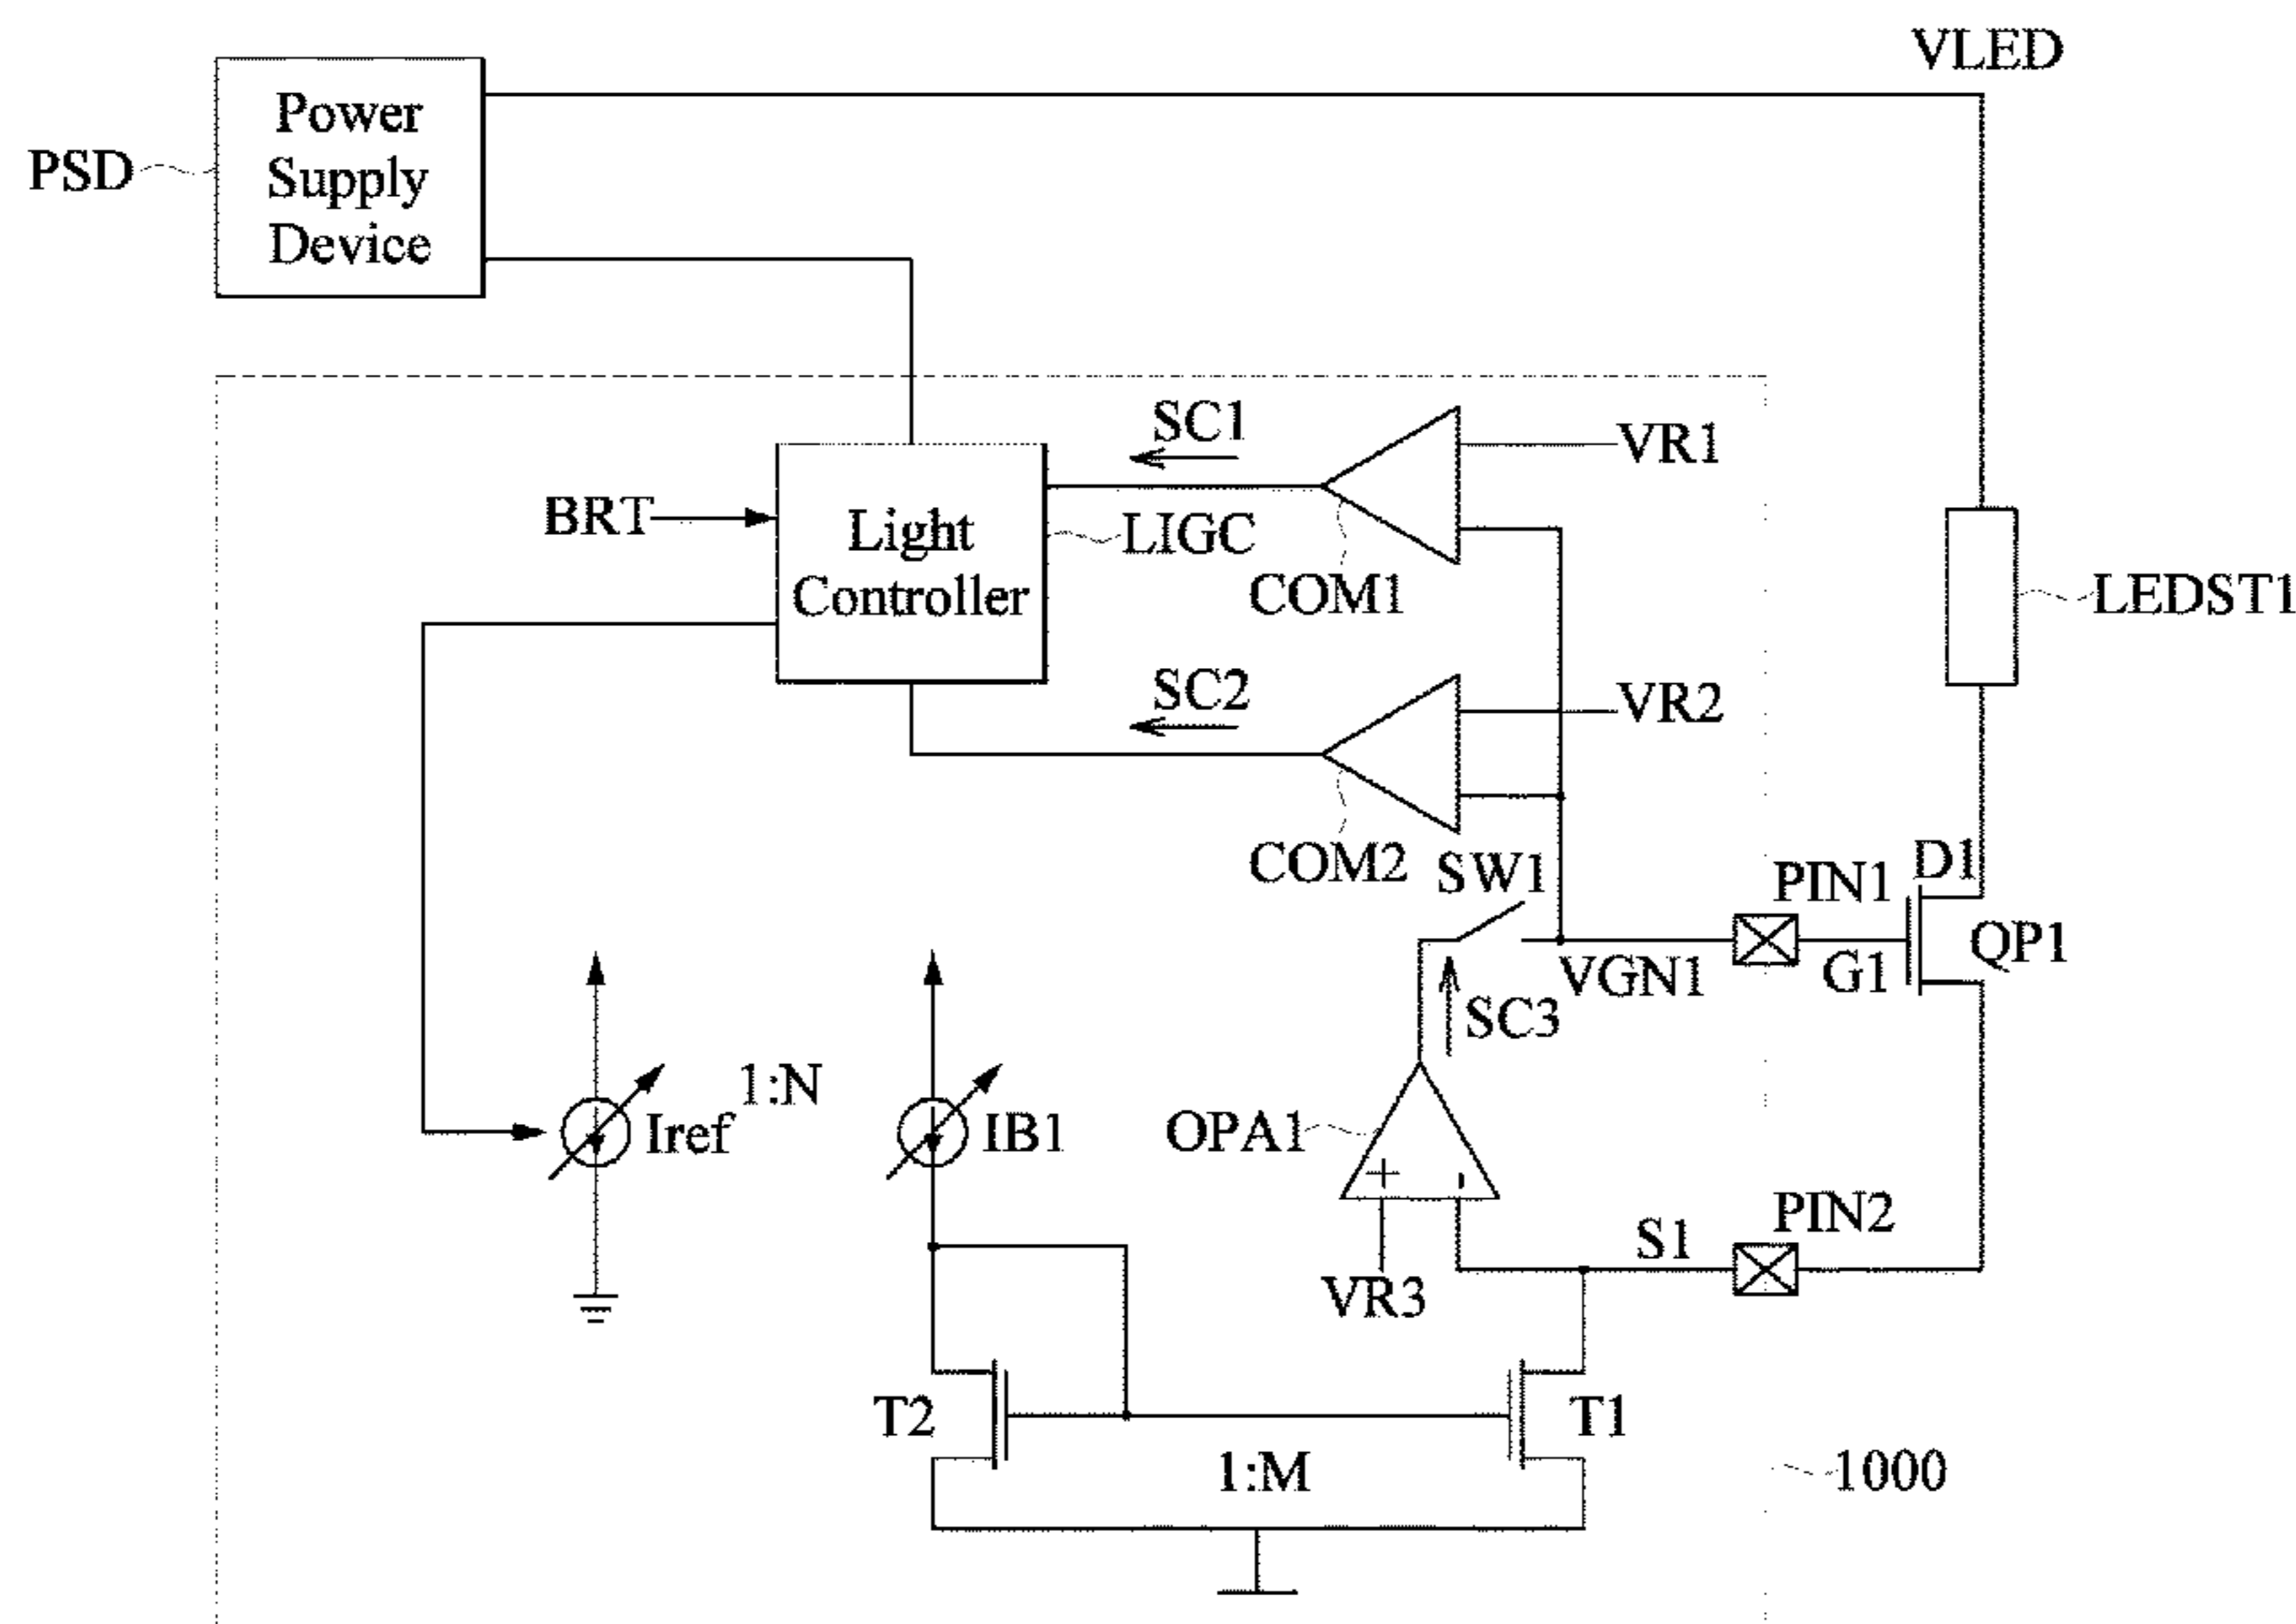 VLED
Power
Supply
Device
PSD
SC1
VR1
BRT
Light
Controller
LIGC
COM1
LEDST1
SC2
VR2
COM2
SW1
PIN1
D1
QP1
VGN1
G1
SC3
1:N
Iref
IB1
OPA1
+
-
S1
PIN2
VR3
T2
T1
1:M
1000